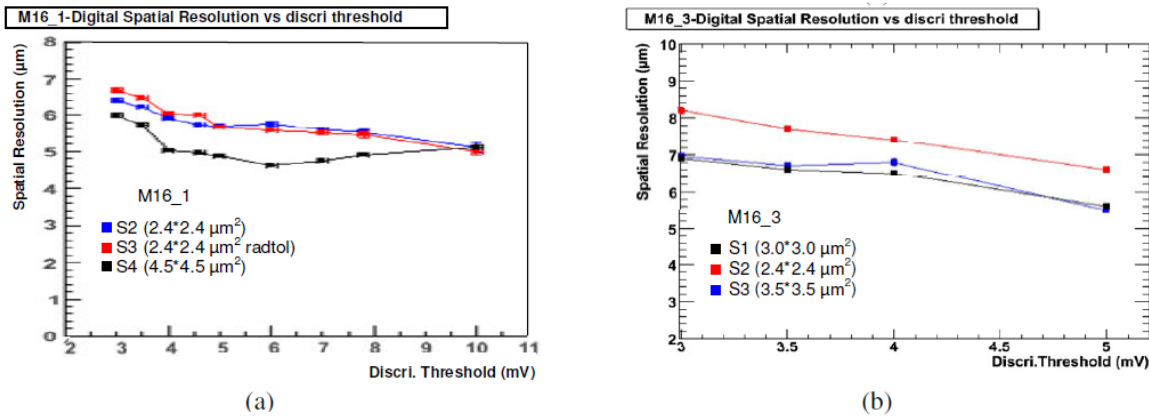 M16_1-Digital Spatial Resolution vs discri threshold
Spatial Resolution (µm)
8
7
6
5
4
3
2
1
0
M16_1
S2 (2.4*2.4 µm²)
S3 (2.4*2.4 µm² radtol)
S4 (4.5*4.5 µm²)
2 3 4 5 6 7 8 9 10 11
Discri. Threshold (mV)
(a)
M16_3-Digital Spatial Resolution vs discri threshold
Spatial Resolution (µm)
10
9
8
7
6
5
4
3
2
M16_3
S1 (3.0*3.0 µm²)
S2 (2.4*2.4 µm²)
S3 (3.5*3.5 µm²)
3 3.5 4 4.5 5
Discri.Threshold (mV)
(b)